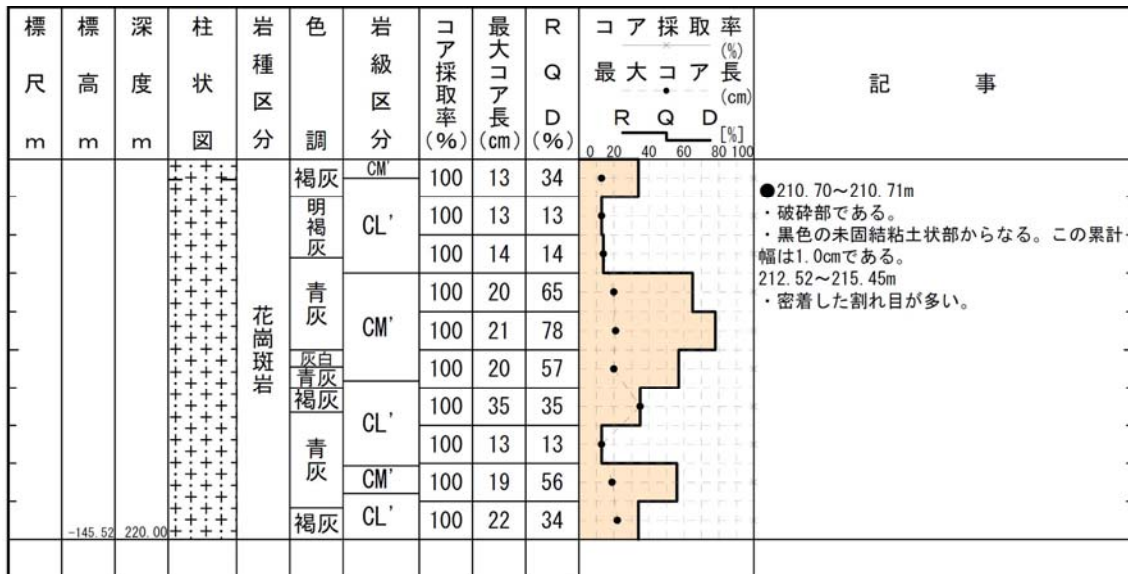 標尺m
標高m
深度m
柱状図
岩種区分
色調
岩級区分
コア採取率(%)
最大コア長(cm)
RQD(%)
コア採取率
(%)
最大コア長
(cm)
RQD
[%]
0 20 40 60 80 100
記事
褐灰 CM' 100 13 34
明褐灰 CL' 100 13 13
100 14 14
青灰 CM' 100 20 65
100 21 78
灰白 100 20 57
青灰
褐灰 CL' 100 35 35
青灰 100 13 13
CM' 100 19 56
褐灰 CL' 100 22 34
花崗斑岩
-145.52 220.00
●210.70～210.71m
・破砕部である。
・黒色の未固結粘土状部からなる。この累計
幅は1.0cmである。
212.52～215.45m
・密着した割れ目が多い。